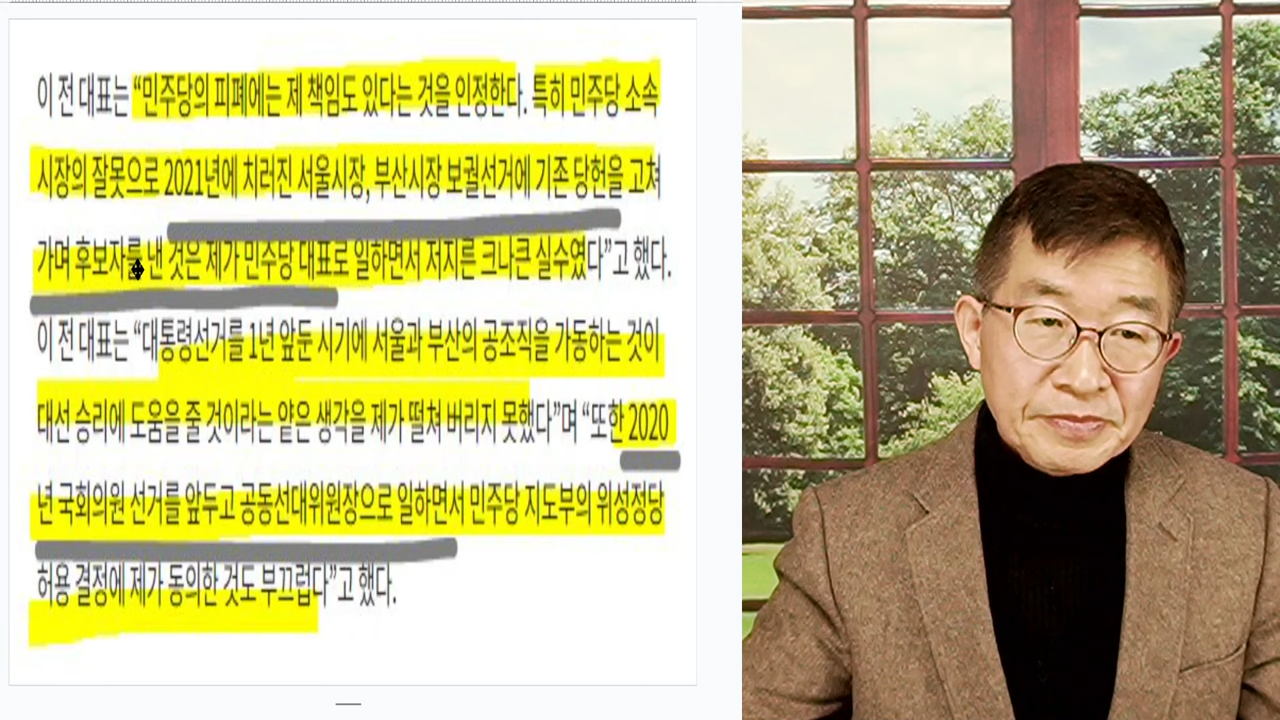 이 전 대표는 “민주당의 피폐에는 제 책임도 있다는 것을 인정한다. 특히 민주당 소속
시장의 잘못으로 2021년에 치러진 서울시장, 부산시장 보궐선거에 기존 당헌을 고쳐
가며 후보자를 낸 것은 제가 민주당 대표로 일하면서 저지른 크나큰 실수였다”고 했다.
이 전 대표는 “대통령선거를 1년 앞둔 시기에 서울과 부산의 공조직을 가동하는 것이
대선 승리에 도움을 줄 것이라는 얕은 생각을 제가 떨쳐 버리지 못했다”며 “또한 2020
년 국회의원 선거를 앞두고 공동선대위원장으로 일하면서 민주당 지도부의 위성정당
허용 결정에 제가 동의한 것도 부끄럽다”고 했다.